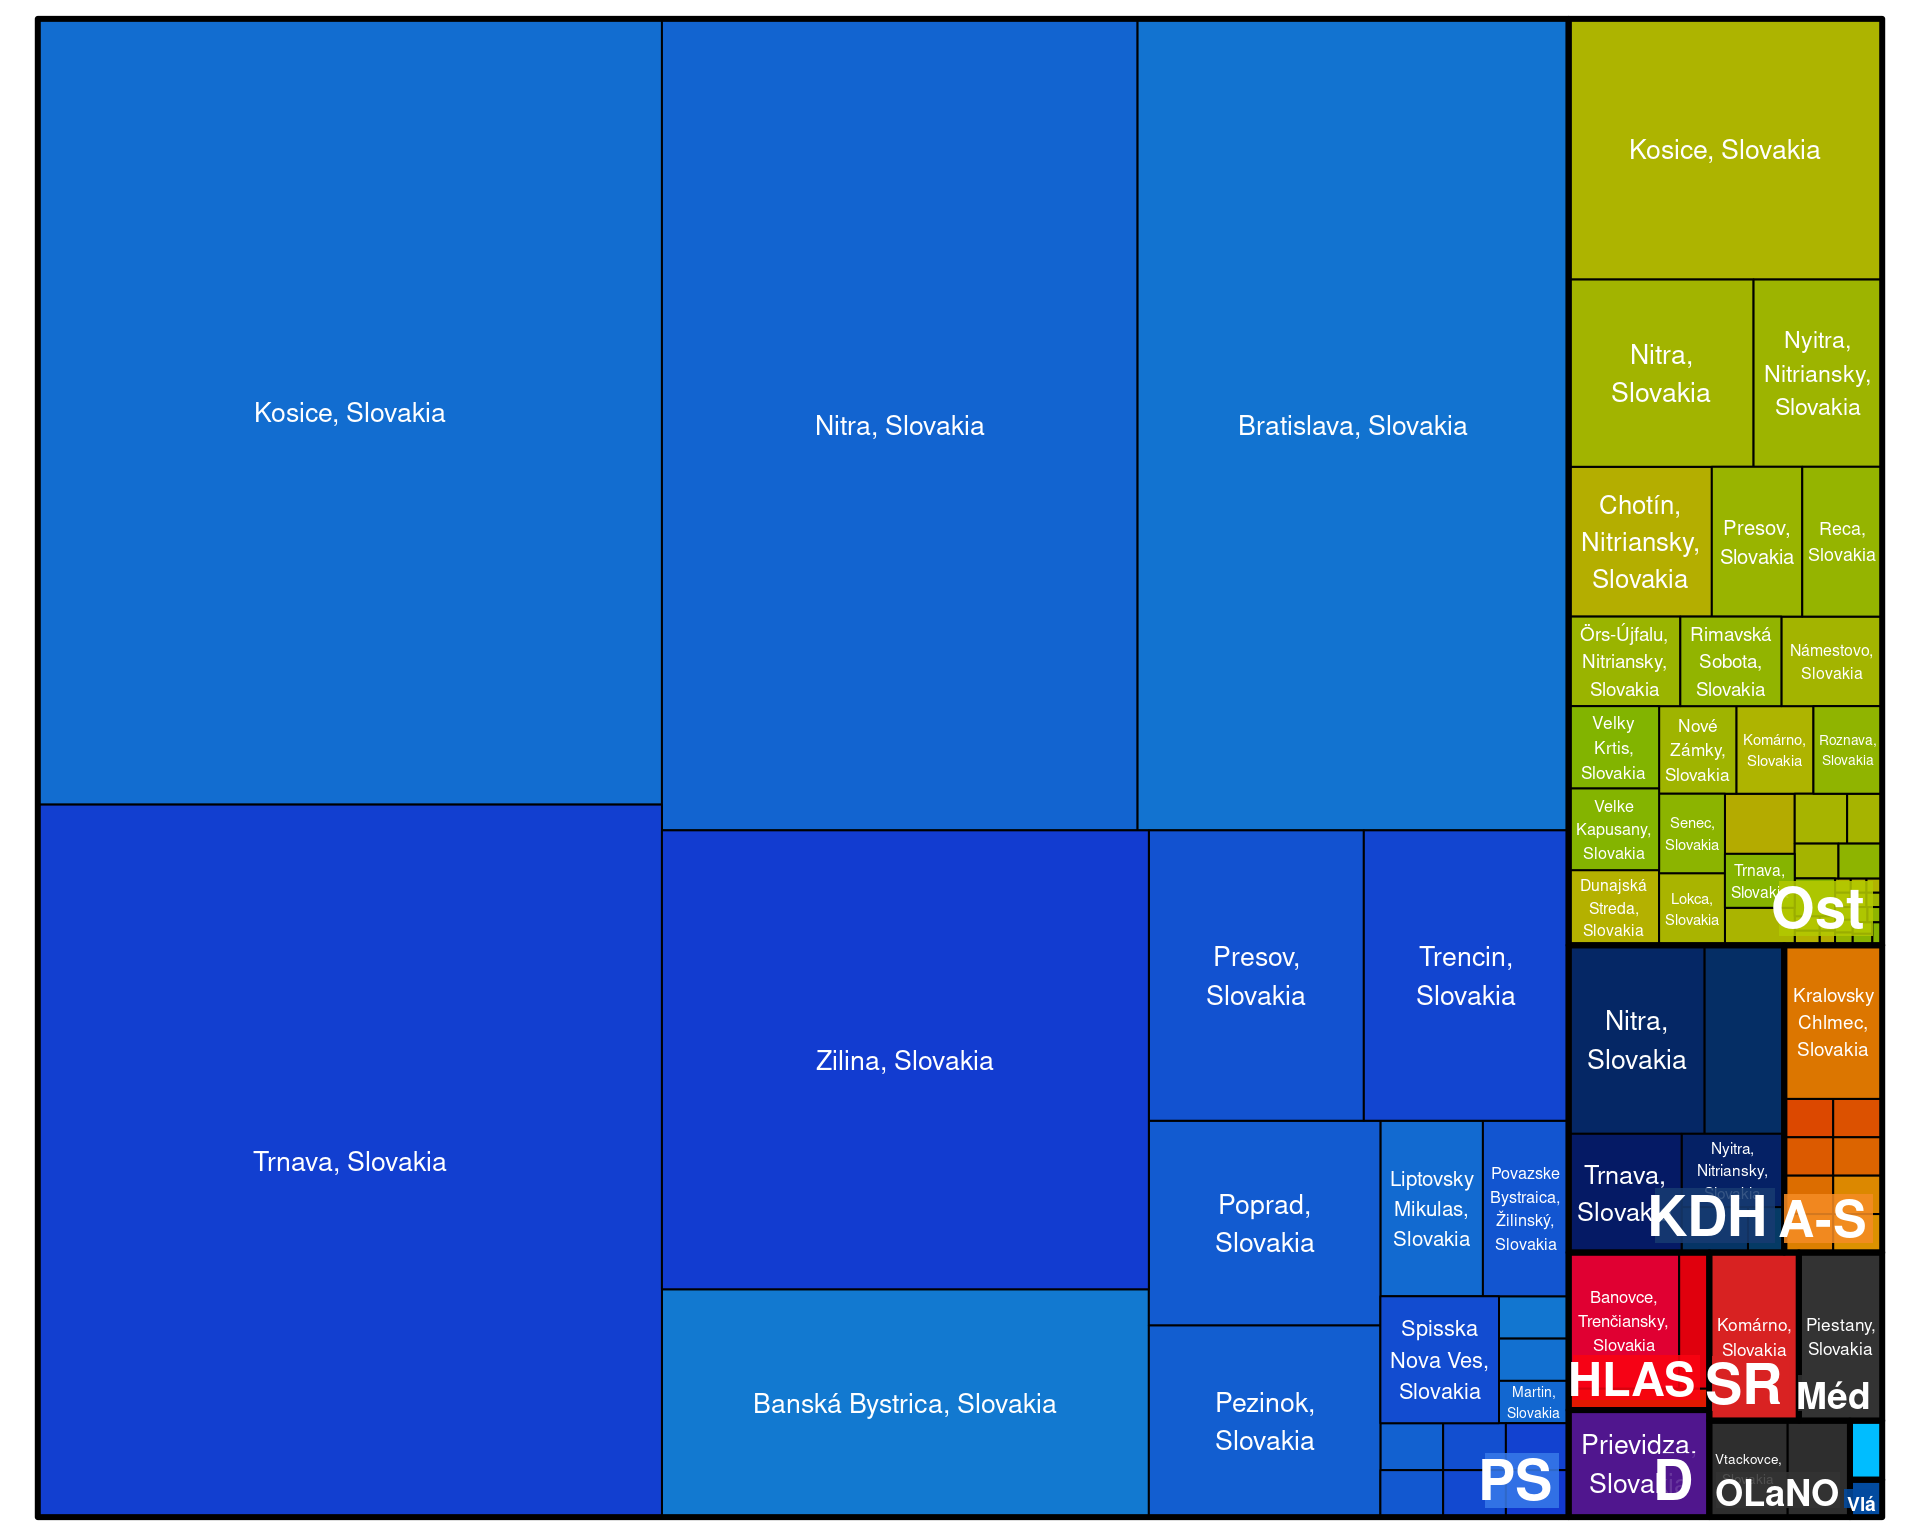 Kosice, Slovakia
Trnava, Slovakia
Nitra, Slovakia
Bratislava, Slovakia
Zilina, Slovakia
Banská Bystrica, Slovakia
Presov,
Slovakia
Trencin,
Slovakia
Poprad,
Slovakia
Pezinok,
Slovakia
Liptovsky
Mikulas,
Slovakia
Povazske
Bystraica,
Žilinský,
Slovakia
Spisska
Nova Ves,
Slovakia
Martin,
Slovakia
PS
Kosice, Slovakia
Nitra,
Slovakia
Nyitra,
Nitriansky,
Slovakia
Chotín,
Nitriansky,
Slovakia
Presov,
Slovakia
Reca,
Slovakia
Örs-Újfalu,
Nitriansky,
Slovakia
Rimavská
Sobota,
Slovakia
Námestovo,
Slovakia
Velky
Krtis,
Slovakia
Nové
Zámky,
Slovakia
Komárno,
Slovakia
Roznava,
Slovakia
Velke
Kapusany,
Slovakia
Senec,
Slovakia
Trnava,
Slovakia
Dunajská
Streda,
Slovakia
Lokca,
Slovakia
Ost
Nitra,
Slovakia
Trnava,
Slovakia
Nyitra,
Nitriansky,
Slovakia
KDH
Kralovsky
Chlmec,
Slovakia
A-S
Banovce,
Trenčiansky,
Slovakia
HLAS
Komárno,
Slovakia
SR
Piestany,
Slovakia
Méd
Prievidza,
Slovakia
D
Vtackovce,
Slovakia
OLaNO
Vlá